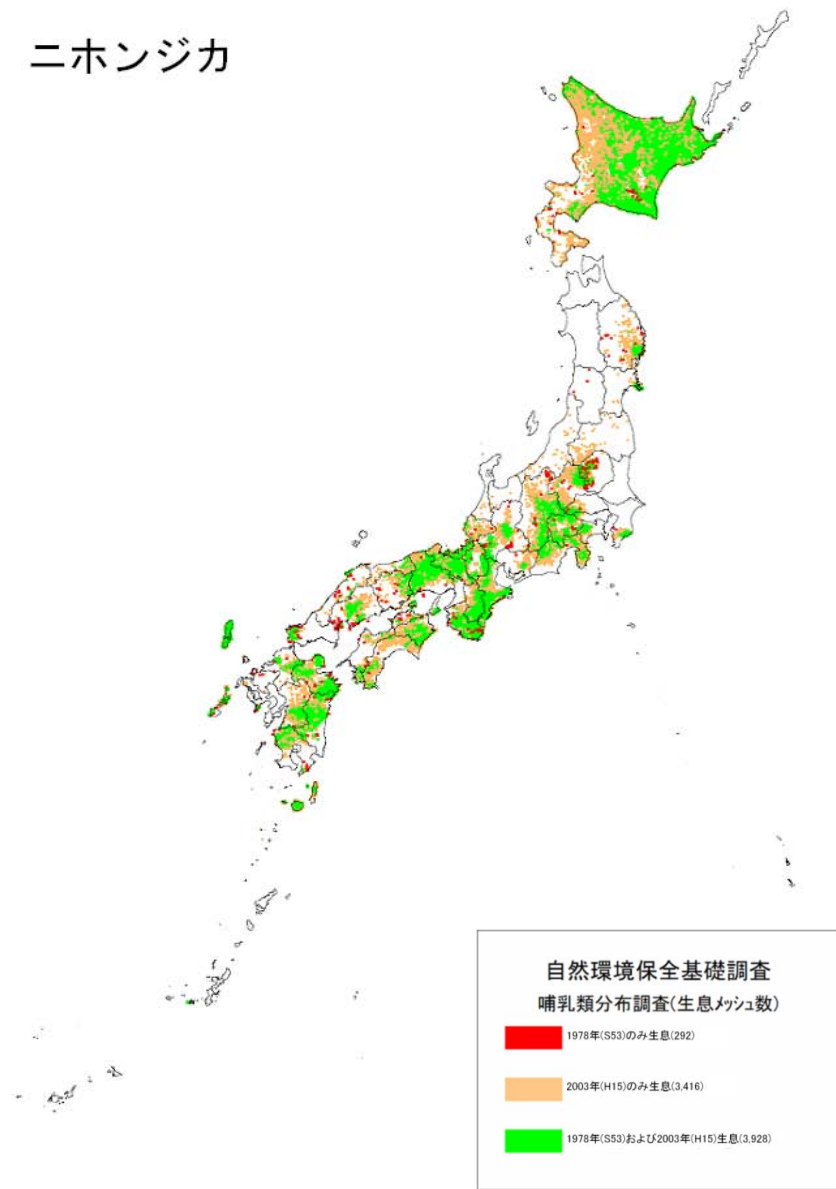 ニホンジカ
自然環境保全基礎調査
哺乳類分布調査(生息ﾒｯｼｭ数)
1978年(S53)のみ生息(292)
2003年(H15)のみ生息(3,416)
1978年(S53)および2003年(H15)生息(3,928)